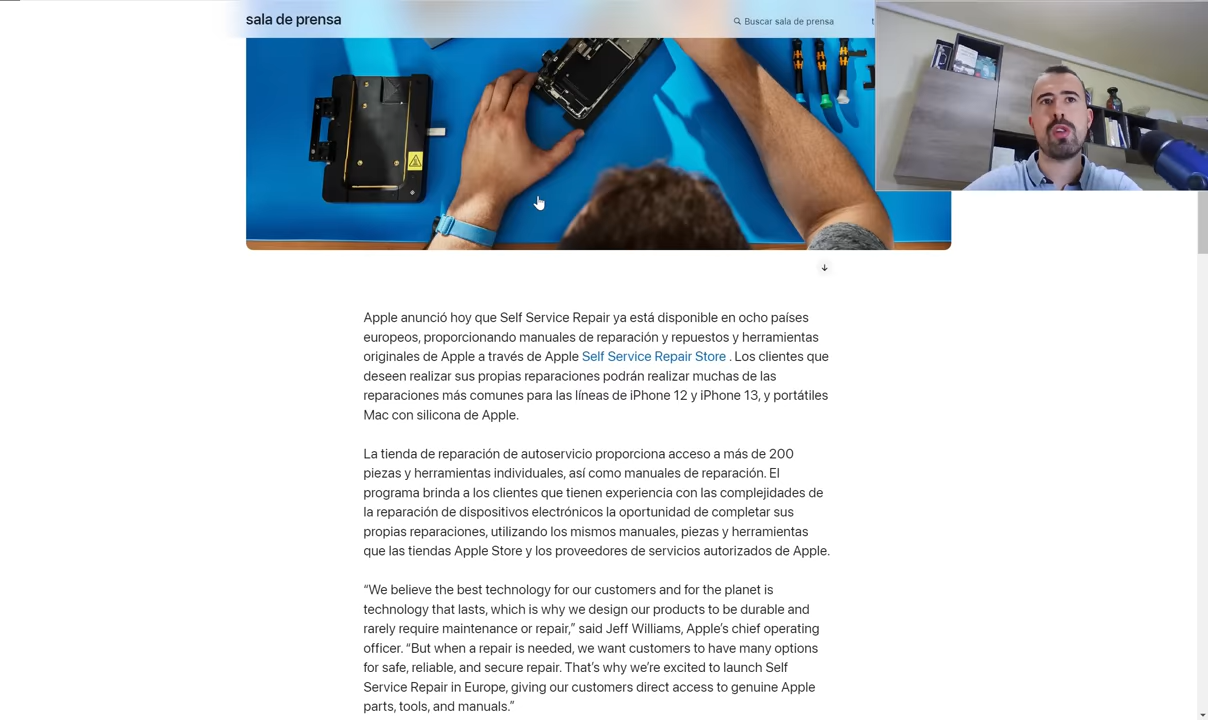 sala de prensa
Buscar sala de prensa
Apple anunció hoy que Self Service Repair ya está disponible en ocho países
europeos, proporcionando manuales de reparación y repuestos y herramientas
originales de Apple a través de Apple Self Service Repair Store . Los clientes que
deseen realizar sus propias reparaciones podrán realizar muchas de las
reparaciones más comunes para las líneas de iPhone 12 y iPhone 13, y portátiles
Mac con silicona de Apple.
La tienda de reparación de autoservicio proporciona acceso a más de 200
piezas y herramientas individuales, así como manuales de reparación. El
programa brinda a los clientes que tienen experiencia con las complejidades de
la reparación de dispositivos electrónicos la oportunidad de completar sus
propias reparaciones, utilizando los mismos manuales, piezas y herramientas
que las tiendas Apple Store y los proveedores de servicios autorizados de Apple.
“We believe the best technology for our customers and for the planet is
technology that lasts, which is why we design our products to be durable and
rarely require maintenance or repair,” said Jeff Williams, Apple’s chief operating
officer. “But when a repair is needed, we want customers to have many options
for safe, reliable, and secure repair. That’s why we’re excited to launch Self
Service Repair in Europe, giving our customers direct access to genuine Apple
parts, tools, and manuals.”